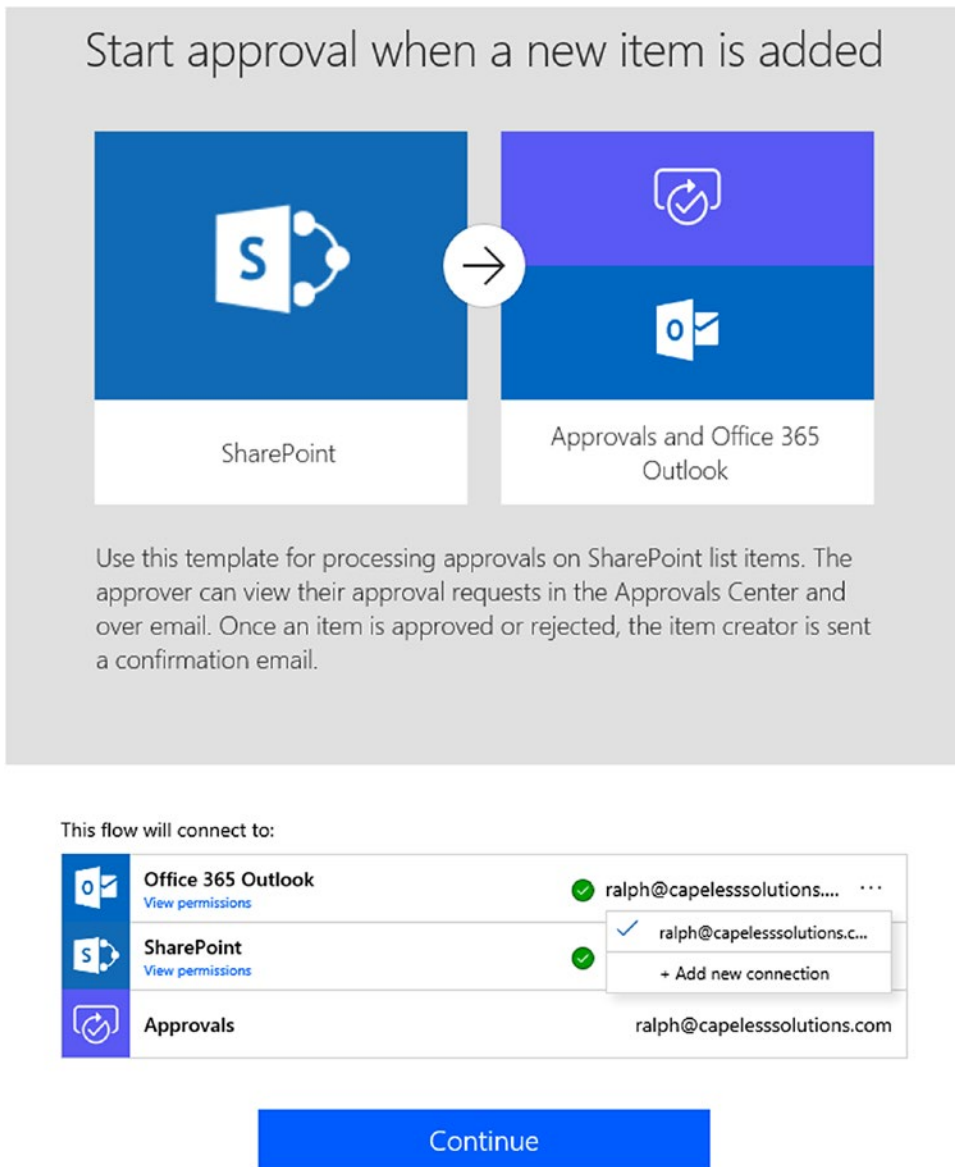 Start approval when a new item is added
S
SharePoint
O
Approvals and Office 365
Outlook
Use this template for processing approvals on SharePoint list items. The
approver can view their approval requests in the Approvals Center and
over email. Once an item is approved or rejected, the item creator is sent
a confirmation email.
This flow will connect to:
O
Office 365 Outlook
View permissions
ralph@capelesssolutions.... ···
ralph@capelesssolutions.c...
+ Add new connection
S
SharePoint
View permissions
Approvals
ralph@capelesssolutions.com
Continue